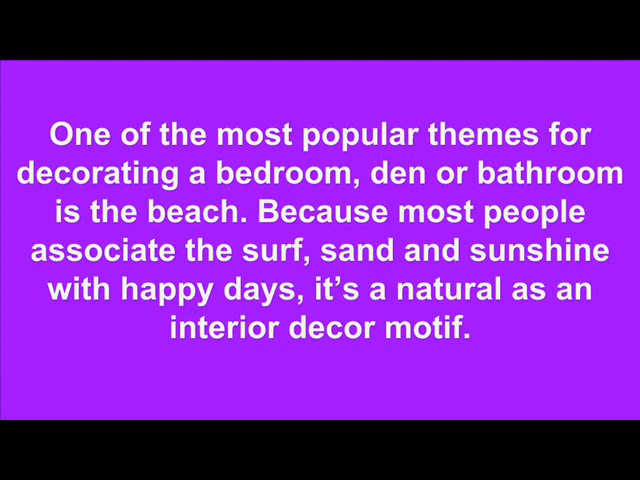 One of the most popular themes for
decorating a bedroom, den or bathroom
is the beach. Because most people
associate the surf, sand and sunshine
with happy days, it’s a natural as an
interior decor motif.